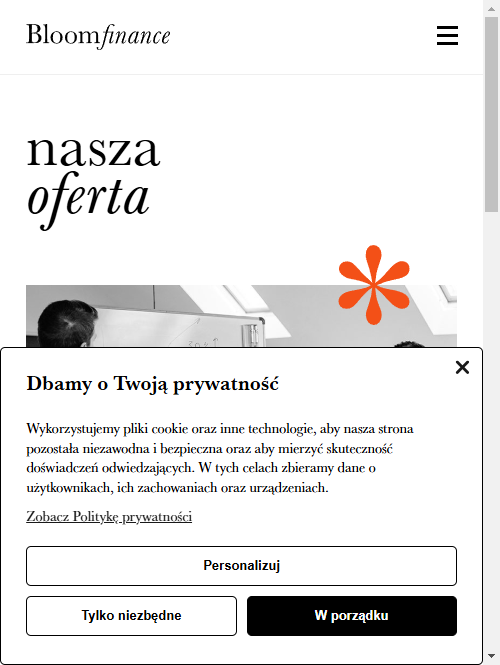 Bloomfinance
nasza
oferta
Dbamy o Twoją prywatność
Wykorzystujemy pliki cookie oraz inne technologie, aby nasza strona
pozostała niezawodna i bezpieczna oraz aby mierzyć skuteczność
doświadczeń odwiedzających. W tych celach zbieramy dane o
użytkownikach, ich zachowaniach oraz urządzeniach.
Zobacz Politykę prywatności
Personalizuj
Tylko niezbędne
W porządku